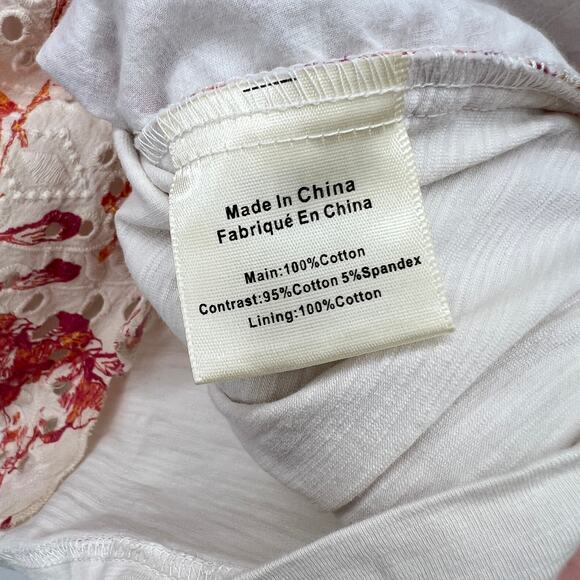 Made In China
Fabriqué En China
Main:100%Cotton
Contrast:95%Cotton 5%Spandex
Lining:100%Cotton